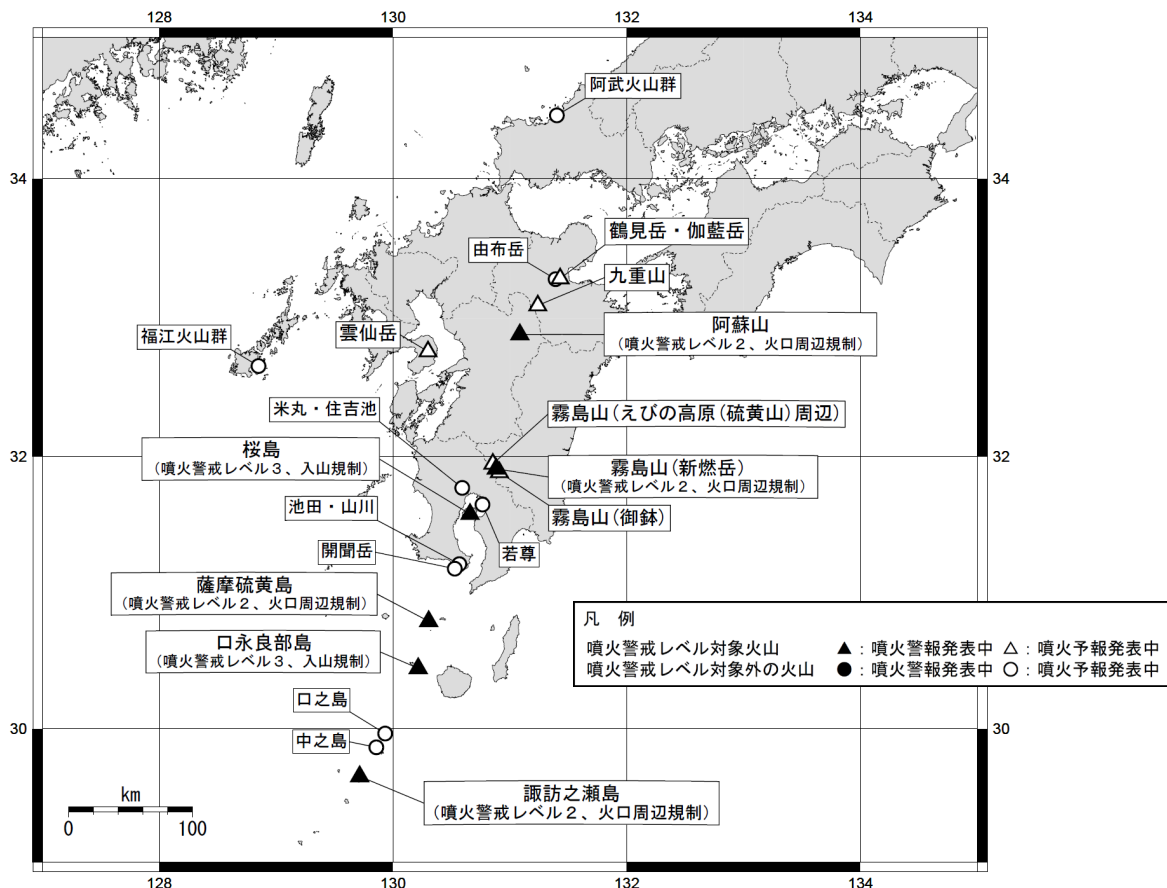 128
130
132
134
阿武火山群
34
34
鶴見岳・伽藍岳
由布岳
九重山
阿蘇山
(噴火警戒レベル2、火口周辺規制)
福江火山群
雲仙岳
米丸・住吉池
霧島山(えびの高原(硫黄山)周辺)
桜島
(噴火警戒レベル3、入山規制)
32
32
霧島山(新燃岳)
(噴火警戒レベル2、火口周辺規制)
池田・山川
霧島山(御鉢)
開聞岳
若尊
薩摩硫黄島
(噴火警戒レベル2、火口周辺規制)
口永良部島
(噴火警戒レベル3、入山規制)
凡 例
噴火警戒レベル対象火山 ▲:噴火警報発表中 △:噴火予報発表中
噴火警戒レベル対象外の火山 ●:噴火警報発表中 ○:噴火予報発表中
口之島
30
30
中之島
諏訪之瀬島
(噴火警戒レベル2、火口周辺規制)
km
0
100
128
130
132
134